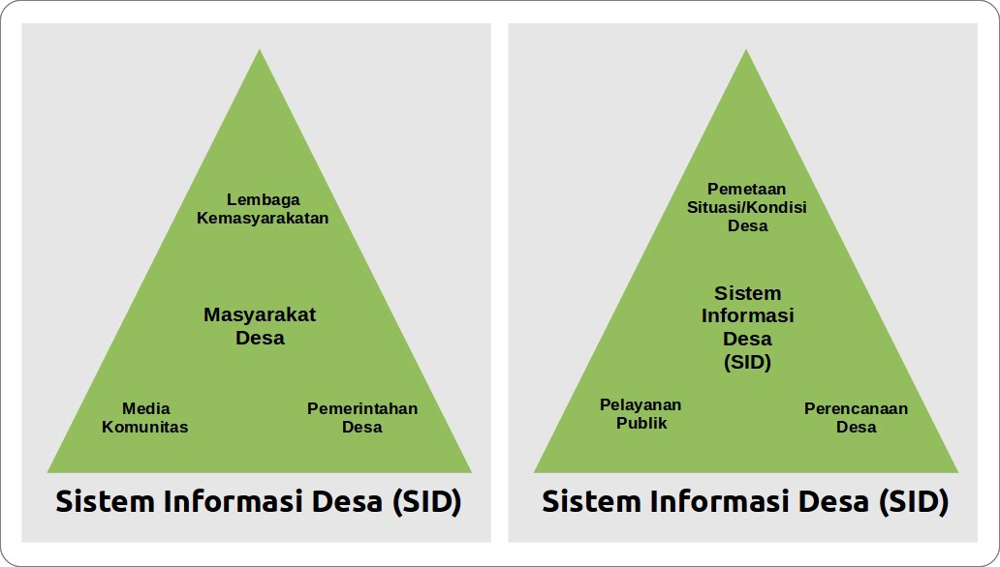 Lembaga
Kemasyarakatan
Masyarakat
Desa
Media
Komunitas
Pemerintahan
Desa
Sistem Informasi Desa (SID)
Pemetaan
Situasi/Kondisi
Desa
Sistem
Informasi
Desa
(SID)
Pelayanan
Publik
Perencanaan
Desa
Sistem Informasi Desa (SID)